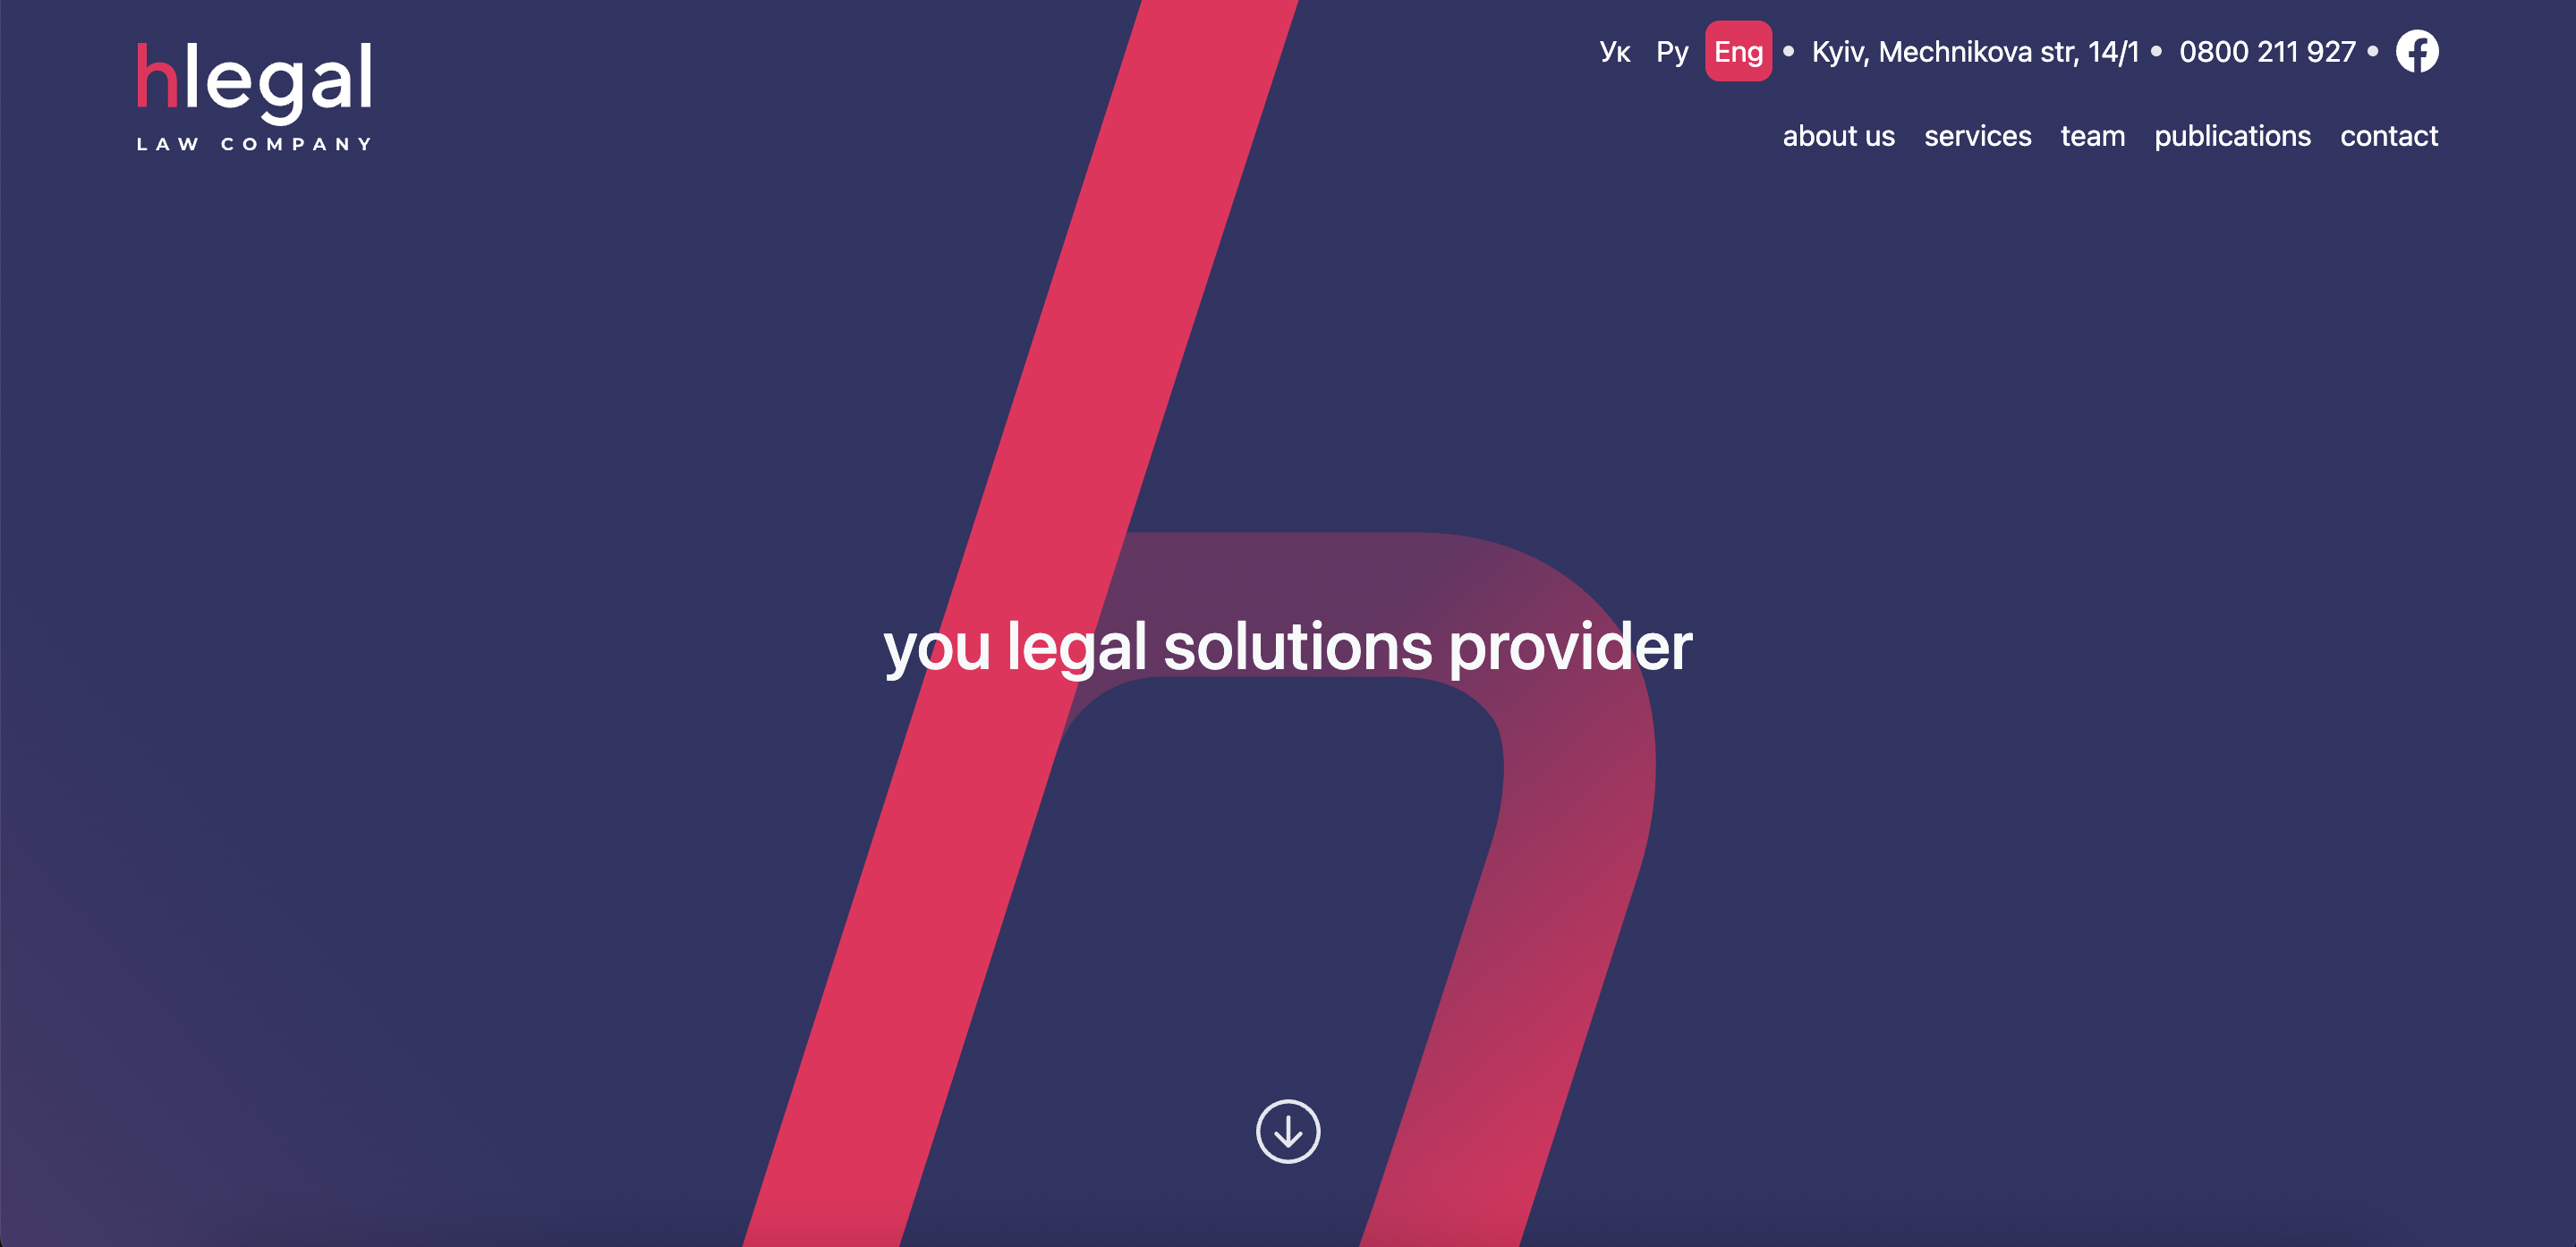 hlegal
LAW COMPANY
Ук Ру Eng • Kyiv, Mechnikova str, 14/1 • 0800 211 927 •
about us services team publications contact
you legal solutions provider